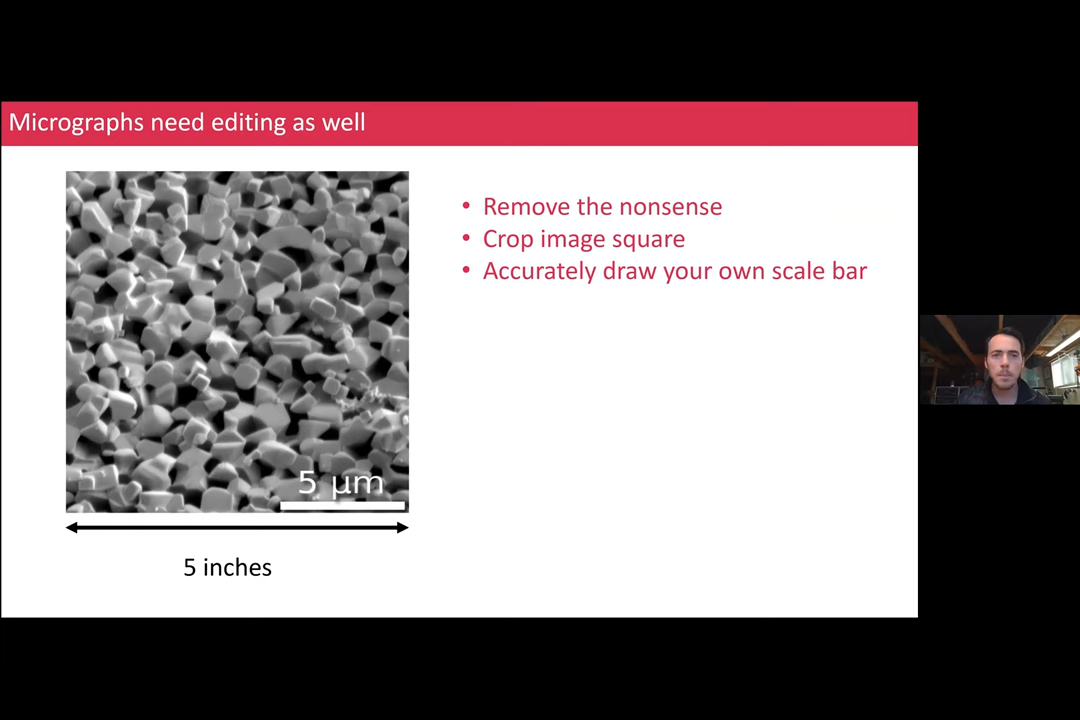 Micrographs need editing as well
• Remove the nonsense
• Crop image square
• Accurately draw your own scale bar
5 μm
5 inches